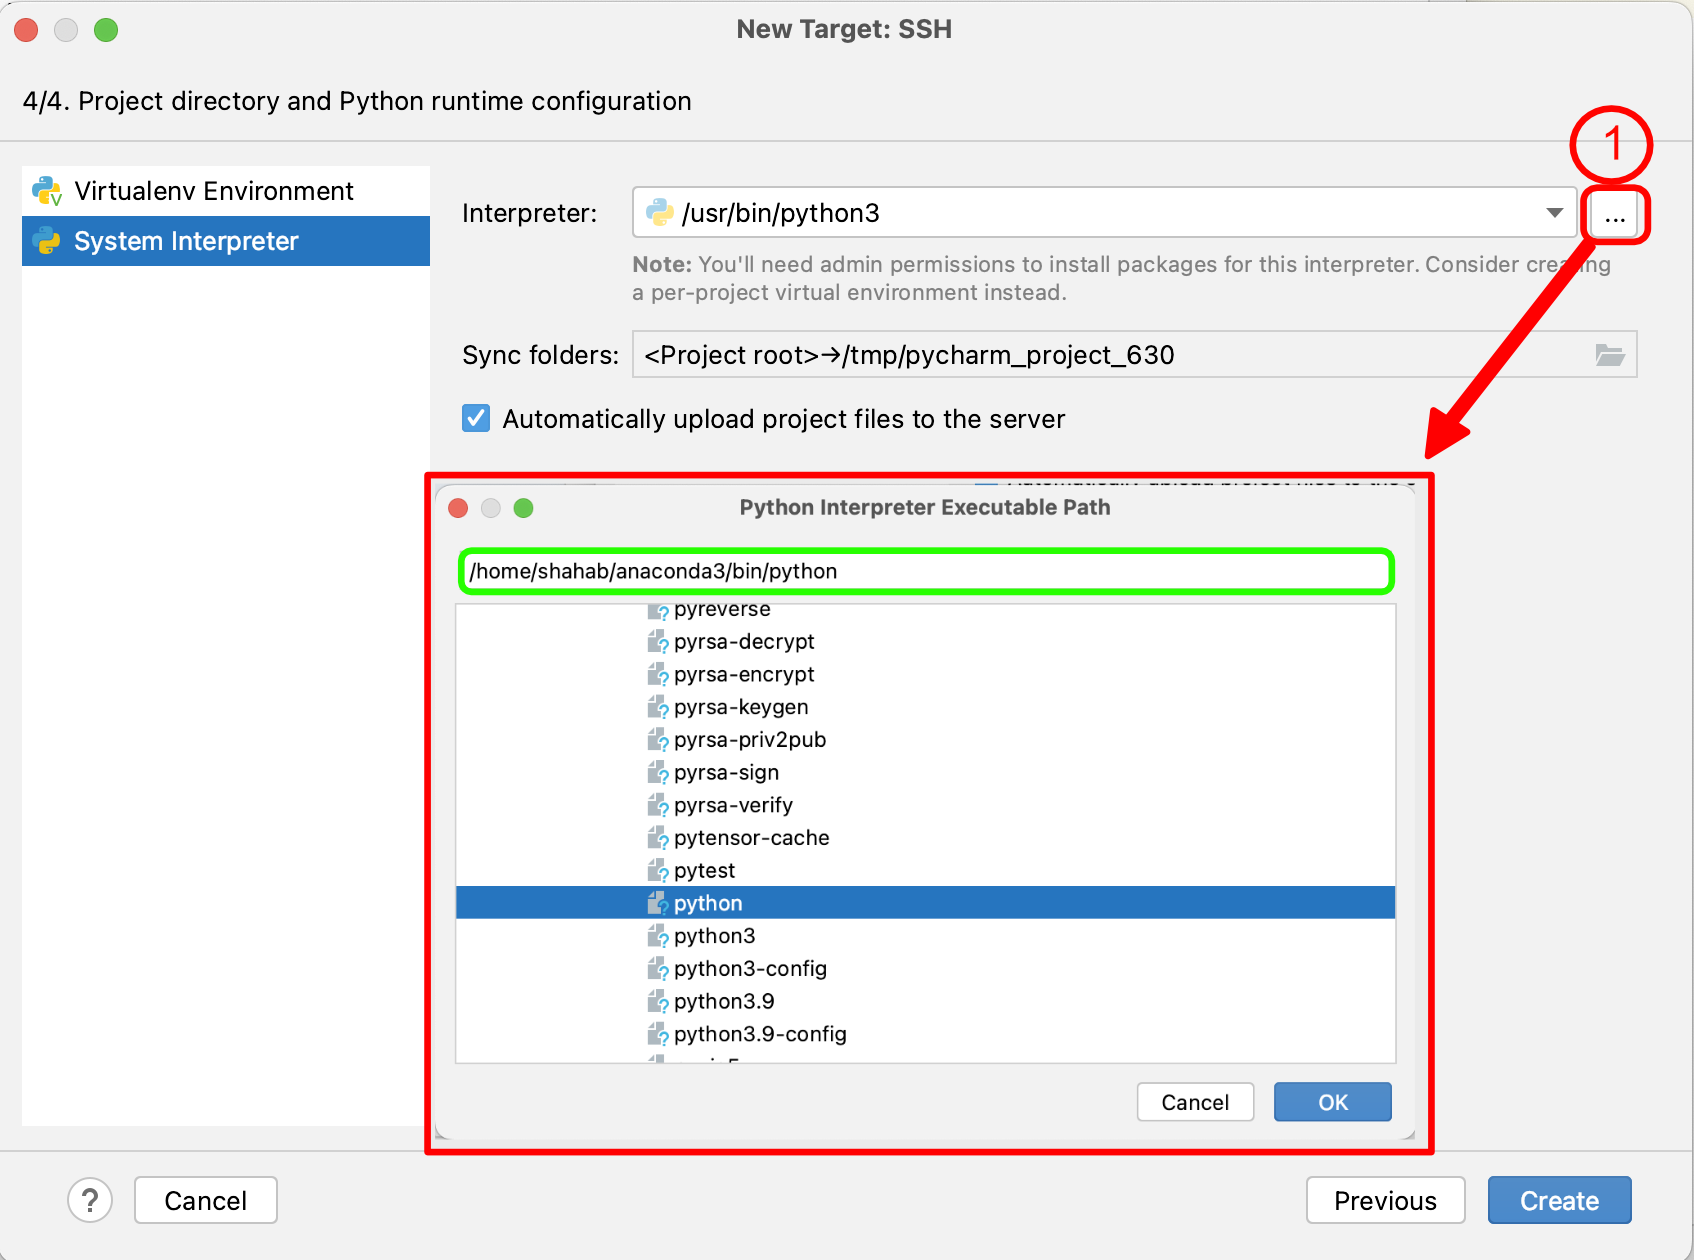 New Target: SSH
4/4. Project directory and Python runtime configuration
1
Virtualenv Environment
System Interpreter
Interpreter:
/usr/bin/python3
...
Note: You'll need admin permissions to install packages for this interpreter. Consider
a per-project virtual environment instead.
Sync folders:
<Project root>→/tmp/pycharm_project_630
Automatically upload project files to the server
Python Interpreter Executable Path
/home/shahab/anaconda3/bin/python
pyreverse
pyrsa-decrypt
pyrsa-encrypt
pyrsa-keygen
pyrsa-priv2pub
pyrsa-sign
pyrsa-verify
pytensor-cache
pytest
python
python3
python3-config
python3.9
python3.9-config
Cancel
OK
?
Cancel
Previous
Create